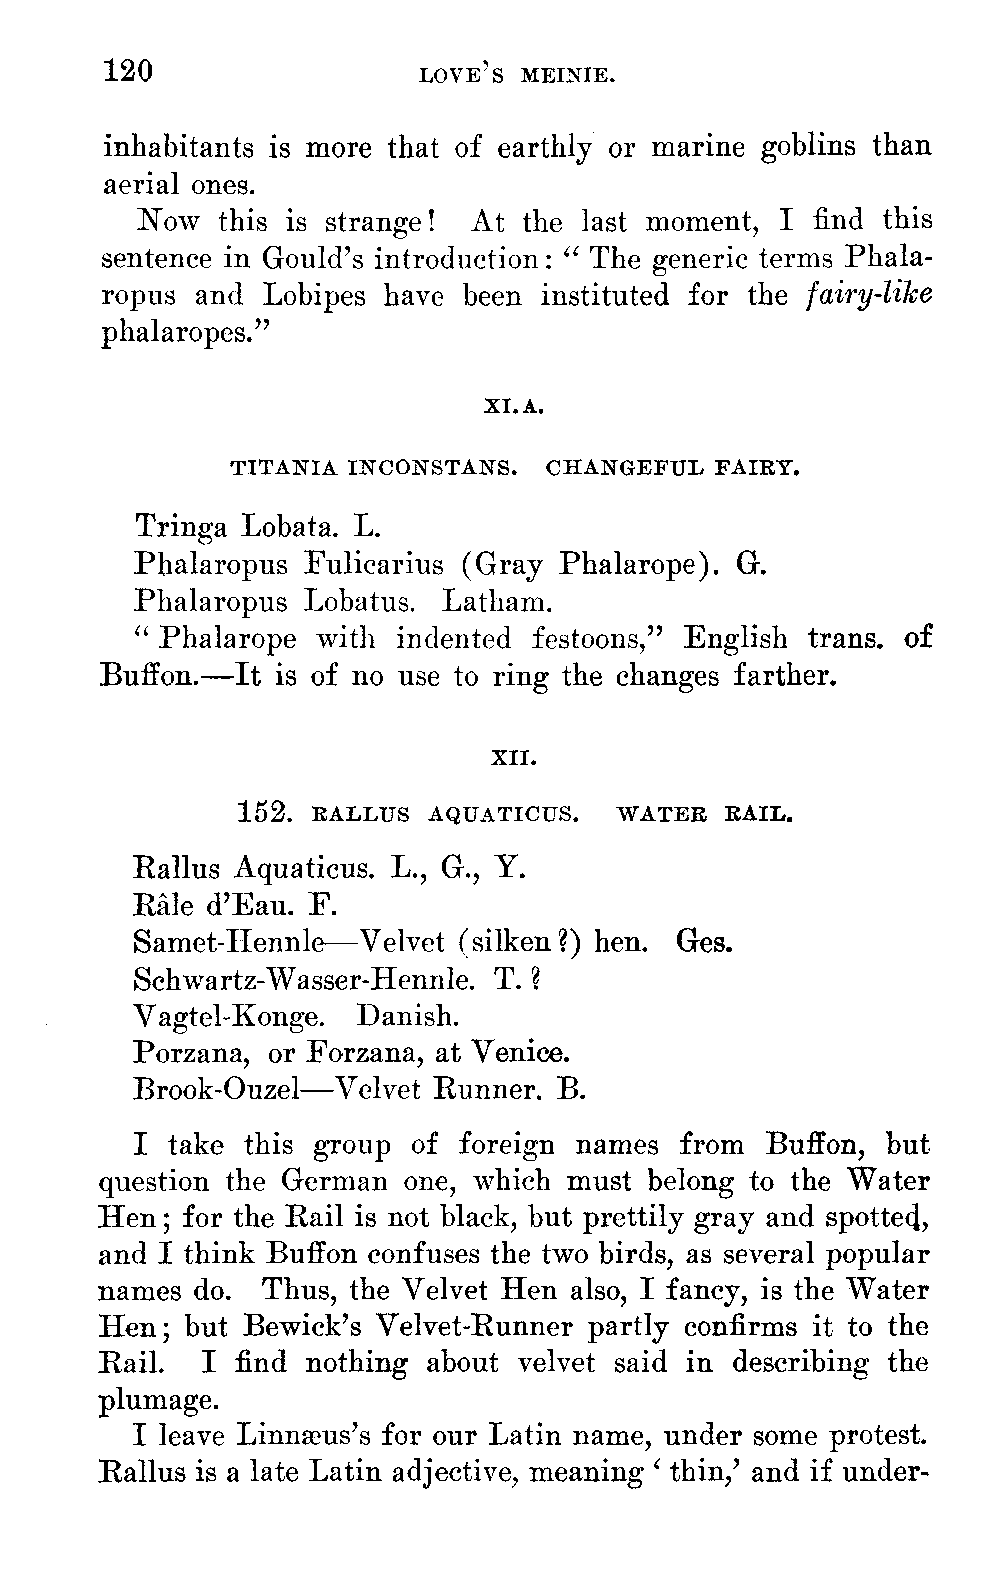 120 LOVE'S MEINIE.
inhabitants is more that of earthly or marine goblins than
aerial ones.
Now this is strange! At the last moment, I find this
sentence in Gould's introduction: “ The generic terms Phala-
ropus and Lobipes have been instituted for the fairy-like
phalaropes.”
XI. A.
TITANIA INCONSTANS. CHANGEFUL FAIRY.
Tringa Lobata. L.
Phalaropus Fulicarius (Gray Phalarope). G.
Phalaropus Lobatus. Latham.
“ Phalarope with indented festoons,” English trans. of
Buffon.—It is of no use to ring the changes farther.
XII.
152. RALLUS AQUATICUS. WATER RAIL.
Rallus Aquaticus. L., G., Y.
Râle d'Eau. F.
Samet-Hennle—Velvet (silken?) hen. Ges.
Schwartz-Wasser-Hennle. T. ?
Vagtel-Konge. Danish.
Porzana, or Forzana, at Venice.
Brook-Ouzel—Velvet Runner. B.
I take this group of foreign names from Buffon, but
question the German one, which must belong to the Water
Hen; for the Rail is not black, but prettily gray and spotted,
and I think Buffon confuses the two birds, as several popular
names do. Thus, the Velvet Hen also, I fancy, is the Water
Hen; but Bewick's Velvet-Runner partly confirms it to the
Rail. I find nothing about velvet said in describing the
plumage.
I leave Linnæus's for our Latin name, under some protest.
Rallus is a late Latin adjective, meaning ‘ thin,’ and if under-